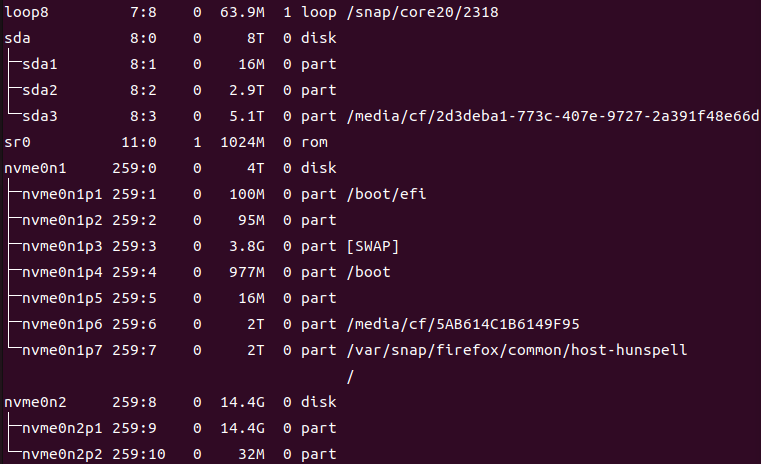 loop8 7:8 0 63.9M 1 loop /snap/core20/2318
sda 8:0 0 8T 0 disk
├─sda1 8:1 0 16M 0 part
├─sda2 8:2 0 2.9T 0 part
└─sda3 8:3 0 5.1T 0 part /media/cf/2d3deba1-773c-407e-9727-2a391f48e66d
sr0 11:0 1 1024M 0 rom
nvme0n1 259:0 0 4T 0 disk
├─nvme0n1p1 259:1 0 100M 0 part /boot/efi
├─nvme0n1p2 259:2 0 95M 0 part
├─nvme0n1p3 259:3 0 3.8G 0 part [SWAP]
├─nvme0n1p4 259:4 0 977M 0 part /boot
├─nvme0n1p5 259:5 0 16M 0 part
├─nvme0n1p6 259:6 0 2T 0 part /media/cf/5AB614C1B6149F95
└─nvme0n1p7 259:7 0 2T 0 part /var/snap/firefox/common/host-hunspell
/
nvme0n2 259:8 0 14.4G 0 disk
├─nvme0n2p1 259:9 0 14.4G 0 part
└─nvme0n2p2 259:10 0 32M 0 part